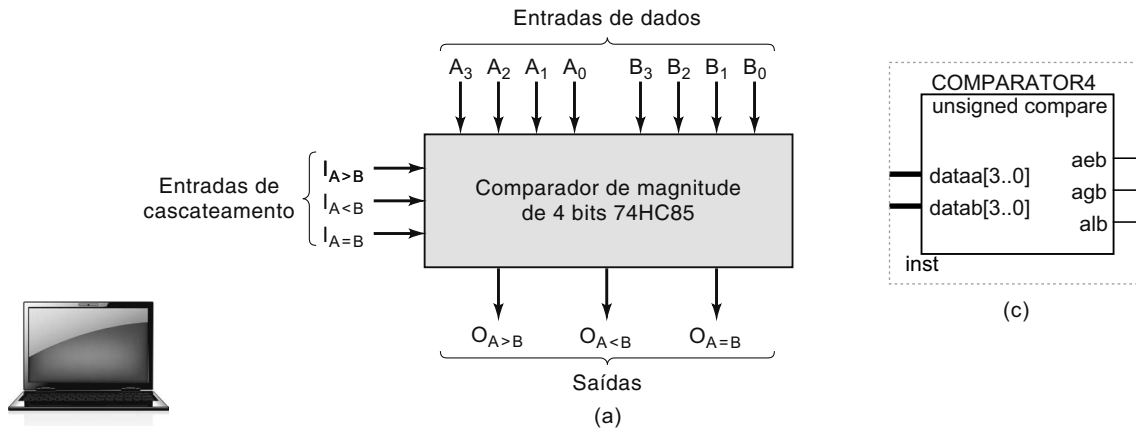 Entradas de dados
A3 A2 A1 A0 B3 B2 B1 B0
IA>B
IA<B
IA=B
Entradas de
cascateamento
Comparador de magnitude
de 4 bits 74HC85
OA>B OA<B OA=B
Saídas
(a)
COMPARATOR4
unsigned compare
dataa[3..0]
datab[3..0]
aeb
agb
alb
inst
(c)